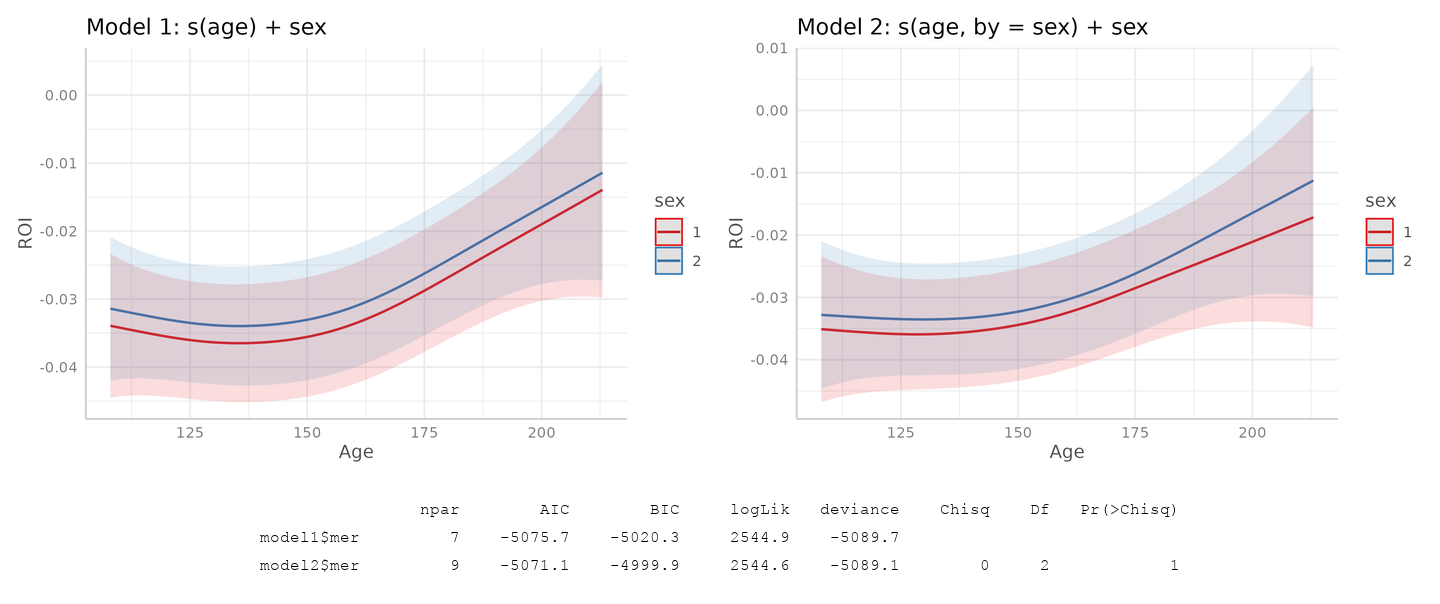 Model 1: s(age) + sex
0.00
-0.01
-0.02
-0.03
-0.04
ROI
125 150 175 200
Age
sex
1
2
Model 2: s(age, by = sex) + sex
0.01
0.00
-0.01
-0.02
-0.03
-0.04
ROI
125 150 175 200
Age
sex
1
2
npar AIC BIC logLik deviance Chisq Df Pr(>Chisq)
model1$mer 7 -5075.7 -5020.3 2544.9 -5089.7
model2$mer 9 -5071.1 -4999.9 2544.6 -5089.1 0 2 1